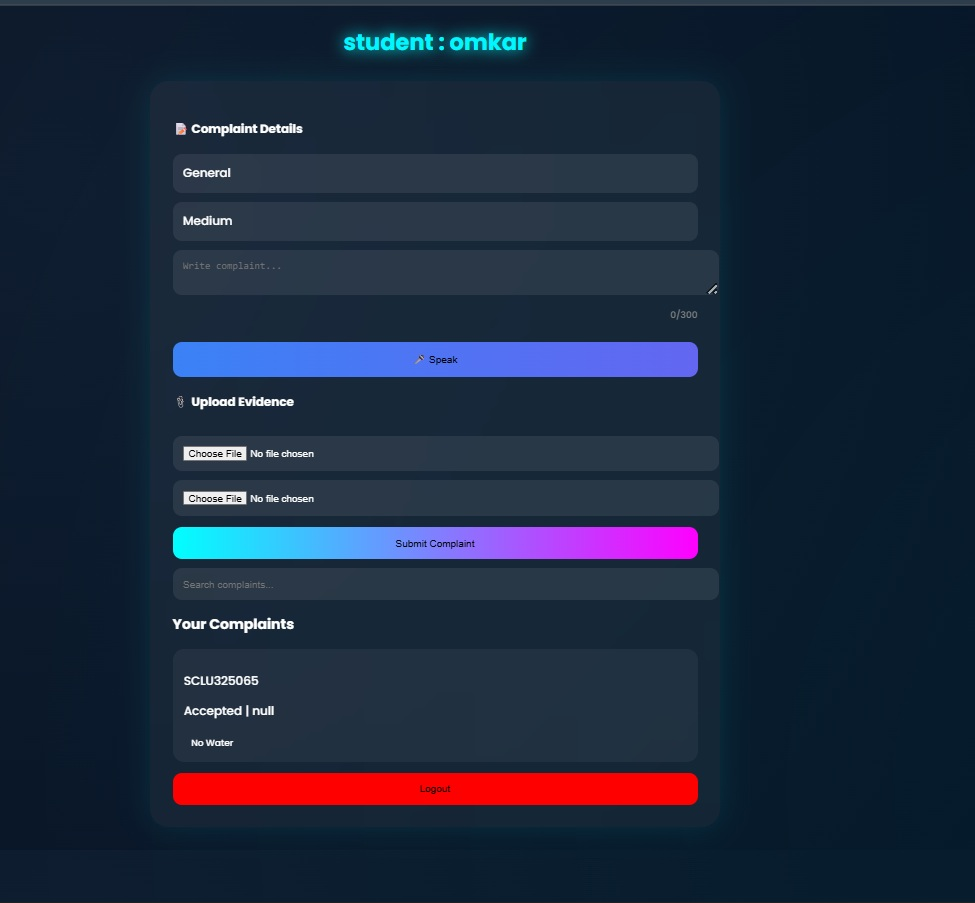 student : omkar
📝 Complaint Details
General
Medium
Write complaint...
0/300
🎤 Speak
📎 Upload Evidence
Choose File No file chosen
Choose File No file chosen
Submit Complaint
Search complaints...
Your Complaints
SCLU325065
Accepted | null
No Water
Logout